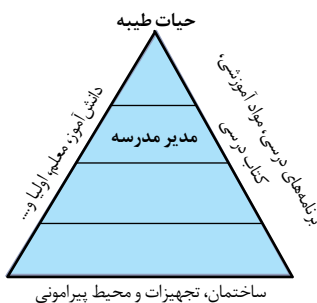 حیات طیبه
دانش‌آموز، معلم، اولیا و....
برنامه‌های درسی، مواد آموزشی،
کتاب درسی
مدیر مدرسه
ساختمان، تجهیزات و محیط پیرامونی